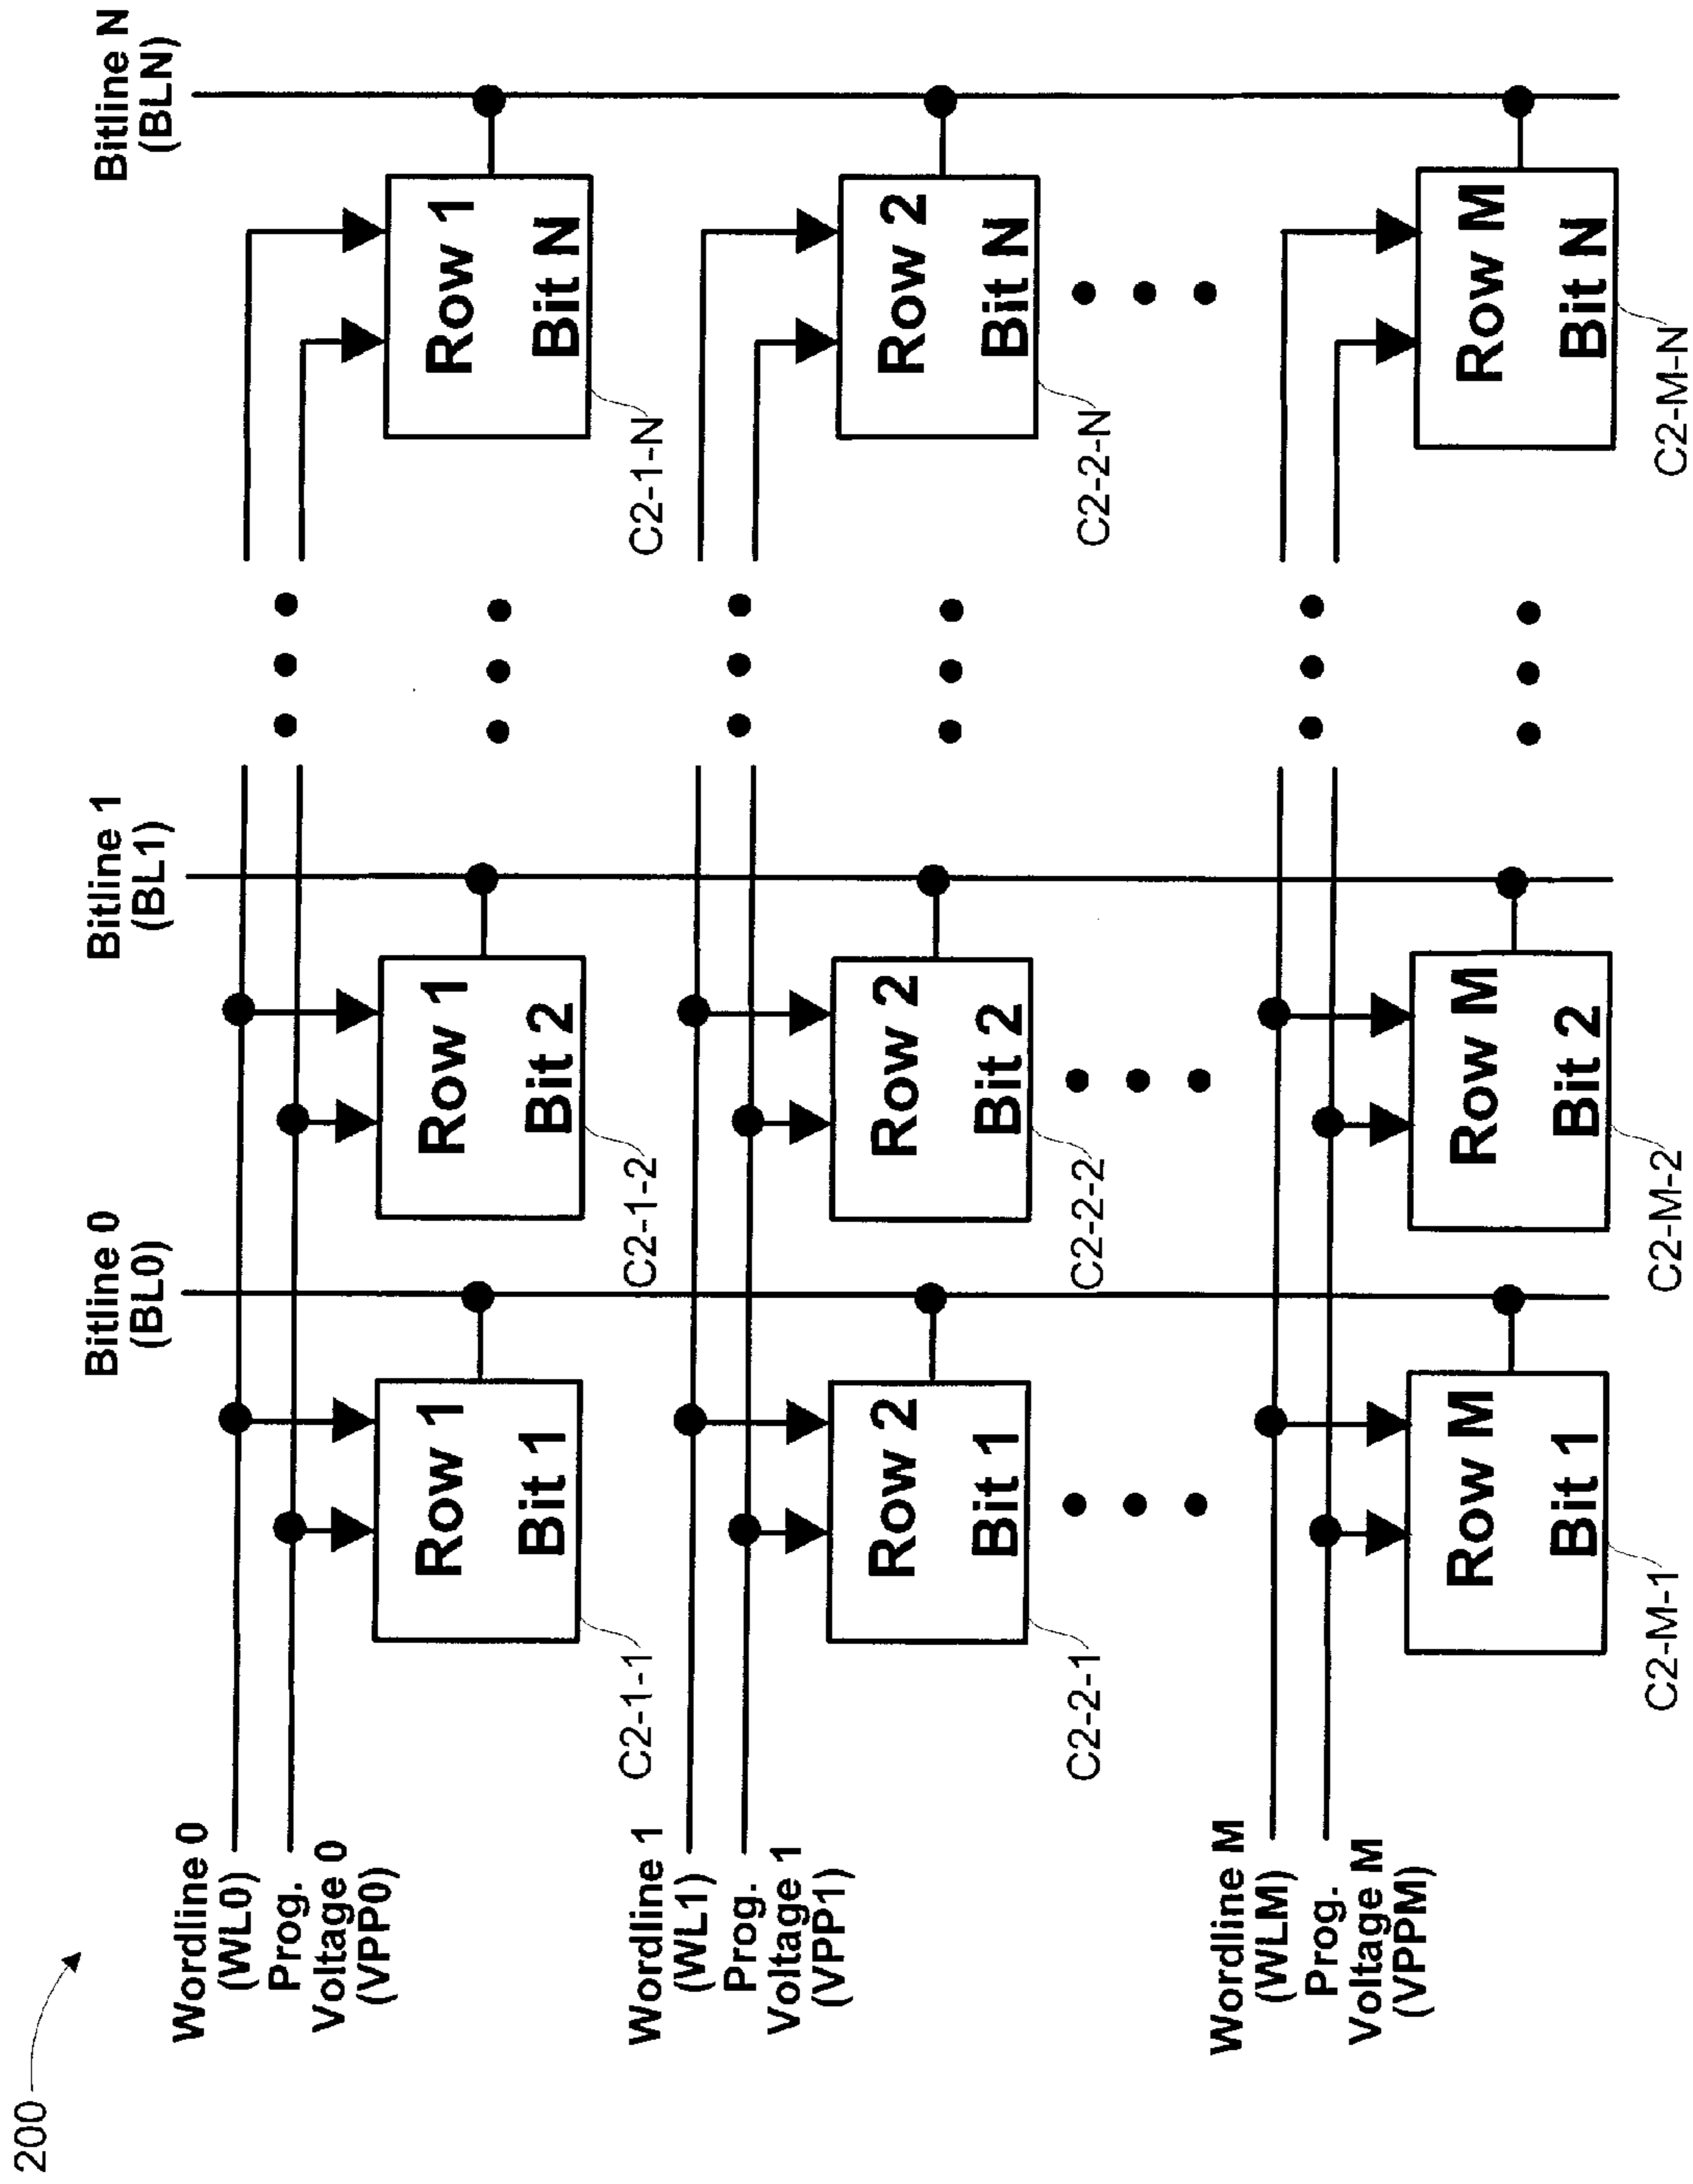 200
Bitline 0
(BL0)
Bitline 1
(BL1)
Bitline N
(BLN)
Wordline 0
(WL0)
Prog.
Voltage 0
(VPP0)
Row 1
Bit 1
Row 1
Bit 2
Row 1
Bit N
C2-1-1
C2-1-2
C2-1-N
Wordline 1
(WL1)
Prog.
Voltage 1
(VPP1)
Row 2
Bit 1
Row 2
Bit 2
Row 2
Bit N
C2-2-1
C2-2-2
C2-2-N
Wordline M
(WLM)
Prog.
Voltage M
(VPPM)
Row M
Bit 1
Row M
Bit 2
Row M
Bit N
C2-M-1
C2-M-2
C2-M-N